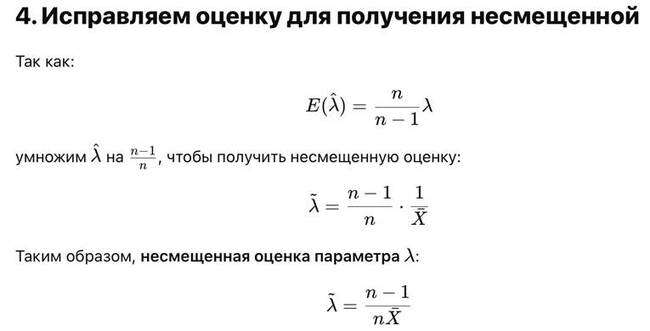 4. Исправляем оценку для получения несмещенной
Так как:
E(λ̂) = n/(n − 1) λ
умножим λ̂ на (n−1)/n, чтобы получить несмещенную оценку:
λ̃ = (n − 1)/n · 1/X̄
Таким образом, несмещенная оценка параметра λ:
λ̃ = (n − 1)/(nX̄)